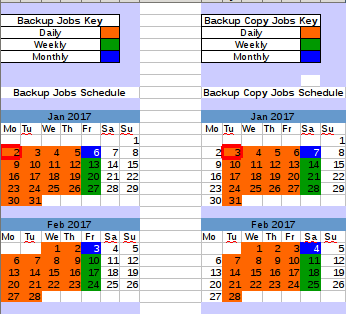 Backup Jobs Key
Daily
Weekly
Monthly
Backup Copy Jobs Key
Daily
Weekly
Monthly
Backup Jobs Schedule
Backup Copy Jobs Schedule
Jan 2017
Mo Tu We Th Fr Sa Su
1
2 3 4 5 6 7 8
9 10 11 12 13 14 15
16 17 18 19 20 21 22
23 24 25 26 27 28 29
30 31
Jan 2017
Mo Tu We Th Fr Sa Su
1
2 3 4 5 6 7 8
9 10 11 12 13 14 15
16 17 18 19 20 21 22
23 24 25 26 27 28 29
30 31
Feb 2017
Mo Tu We Th Fr Sa Su
1 2 3 4 5
6 7 8 9 10 11 12
13 14 15 16 17 18 19
20 21 22 23 24 25 26
27 28
Feb 2017
Mo Tu We Th Fr Sa Su
1 2 3 4 5
6 7 8 9 10 11 12
13 14 15 16 17 18 19
20 21 22 23 24 25 26
27 28